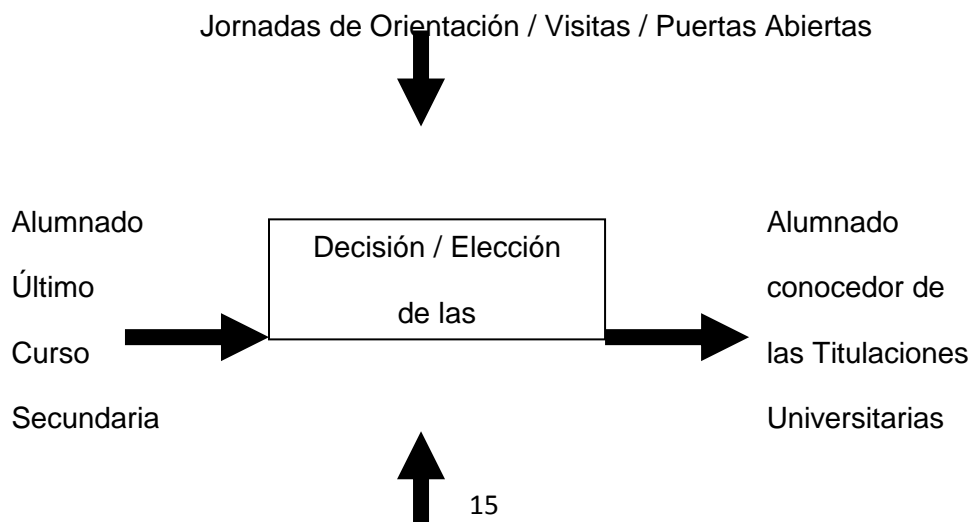 Jornadas de Orientación / Visitas / Puertas Abiertas
Alumnado
Último
Curso
Secundaria
Decisión / Elección
de las
Alumnado
conocedor de
las Titulaciones
Universitarias
15